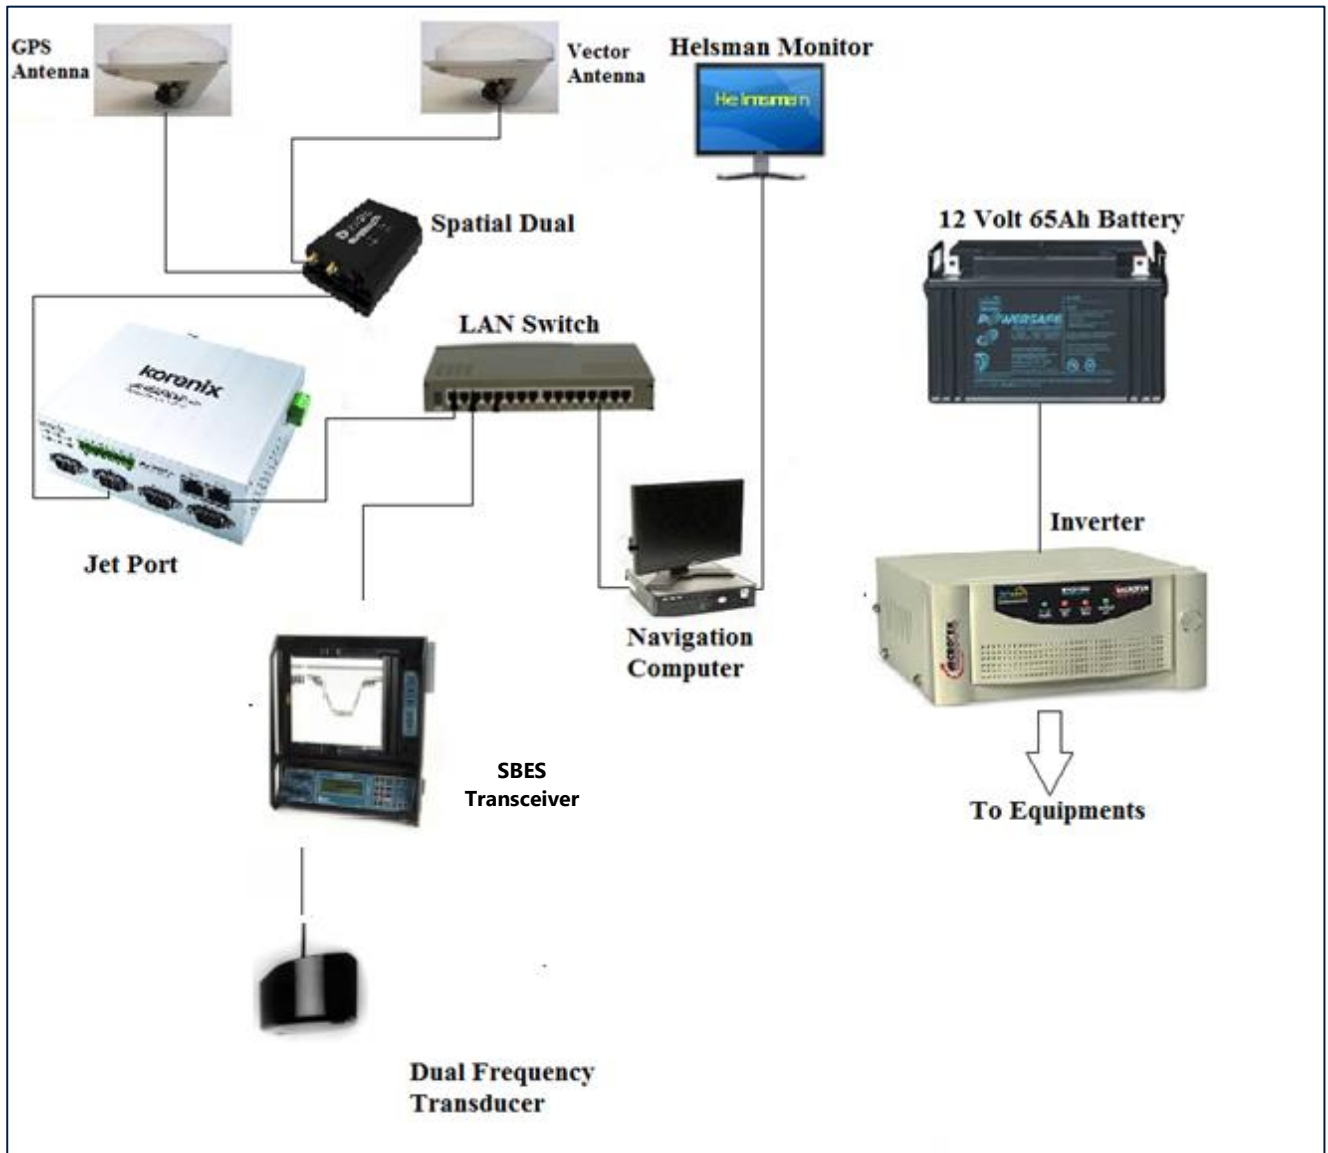 GPS
Antenna
Vector
Antenna
Helsman Monitor
Helmsman
Spatial Dual
12 Volt 65Ah Battery
POWERSAFE
LAN Switch
korenix
Jet Port
Inverter
Navigation
Computer
SBES
Transceiver
To Equipments
Dual Frequency
Transducer